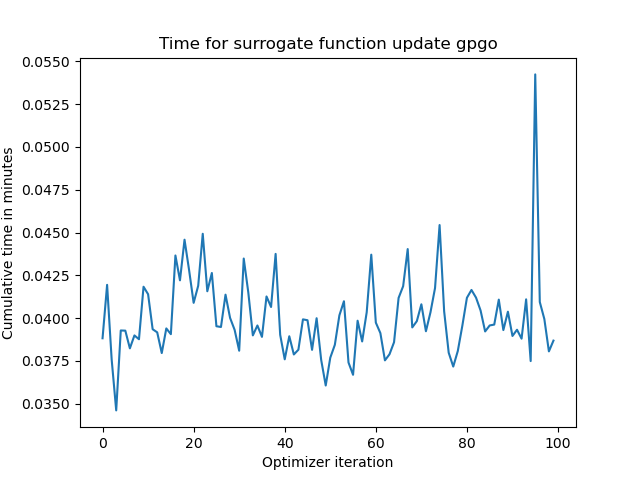 Time for surrogate function update gpgo
Cumulative time in minutes
0.0550
0.0525
0.0500
0.0475
0.0450
0.0425
0.0400
0.0375
0.0350
0 20 40 60 80 100
Optimizer iteration